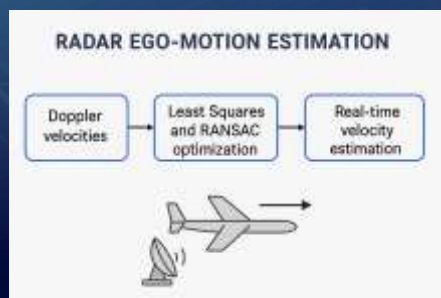 RADAR EGO-MOTION ESTIMATION
Doppler
velocities
Least Squares
and RANSAC
optimization
Real-time
velocity
estimation